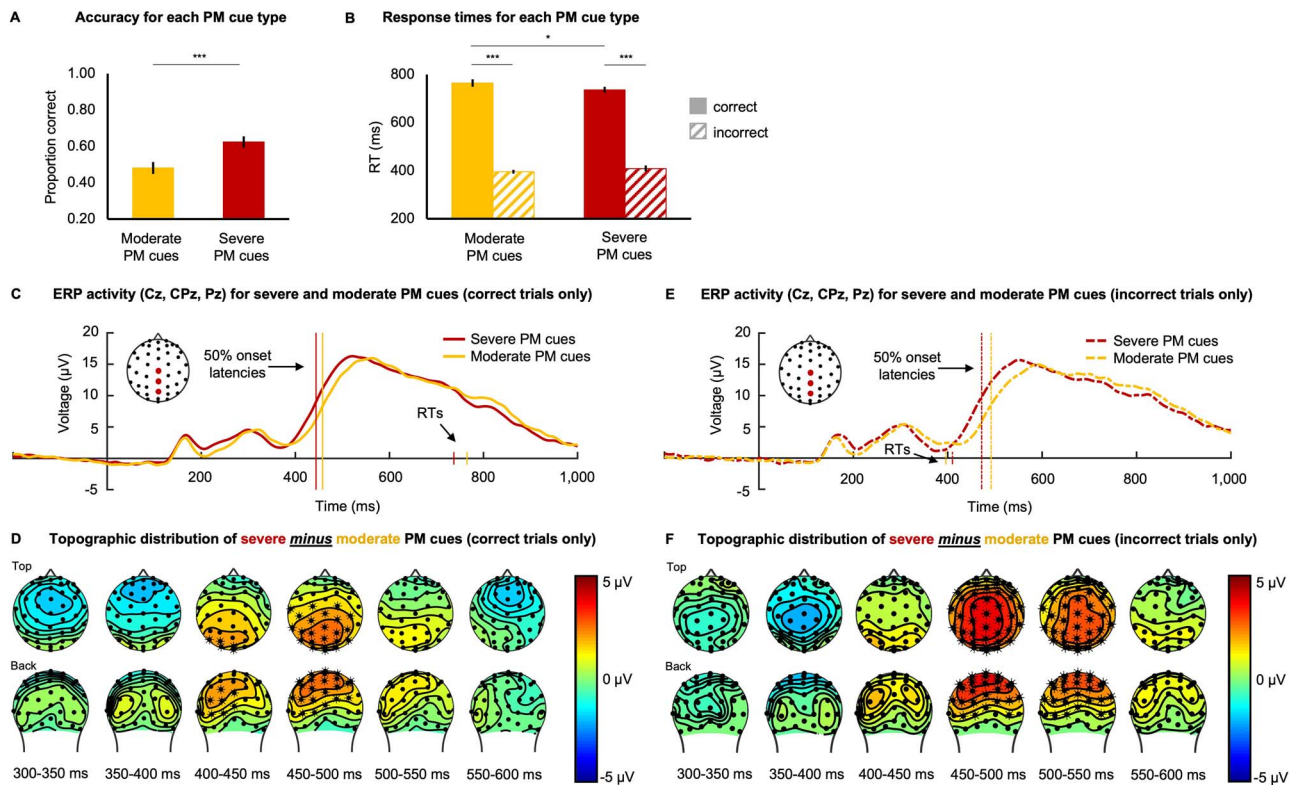 A Accuracy for each PM cue type
***
1.00
0.80
0.60
0.40
0.20
Proportion correct
Moderate PM cues
Severe PM cues
B Response times for each PM cue type
*
*** ***
800
600
400
200
RT (ms)
Moderate PM cues
Severe PM cues
correct
incorrect
C ERP activity (Cz, CPz, Pz) for severe and moderate PM cues (correct trials only)
20
15
10
5
-5
Voltage (µV)
50% onset latencies
Severe PM cues
Moderate PM cues
RTs
200 400 600 800 1,000
Time (ms)
E ERP activity (Cz, CPz, Pz) for severe and moderate PM cues (incorrect trials only)
20
15
10
5
-5
Voltage (µV)
50% onset latencies
Severe PM cues
Moderate PM cues
RTs
200 400 600 800 1,000
Time (ms)
D Topographic distribution of severe minus moderate PM cues (correct trials only)
Top
Back
5 µV
0 µV
-5 µV
300-350 ms 350-400 ms 400-450 ms 450-500 ms 500-550 ms 550-600 ms
F Topographic distribution of severe minus moderate PM cues (incorrect trials only)
Top
Back
5 µV
0 µV
-5 µV
300-350 ms 350-400 ms 400-450 ms 450-500 ms 500-550 ms 550-600 ms